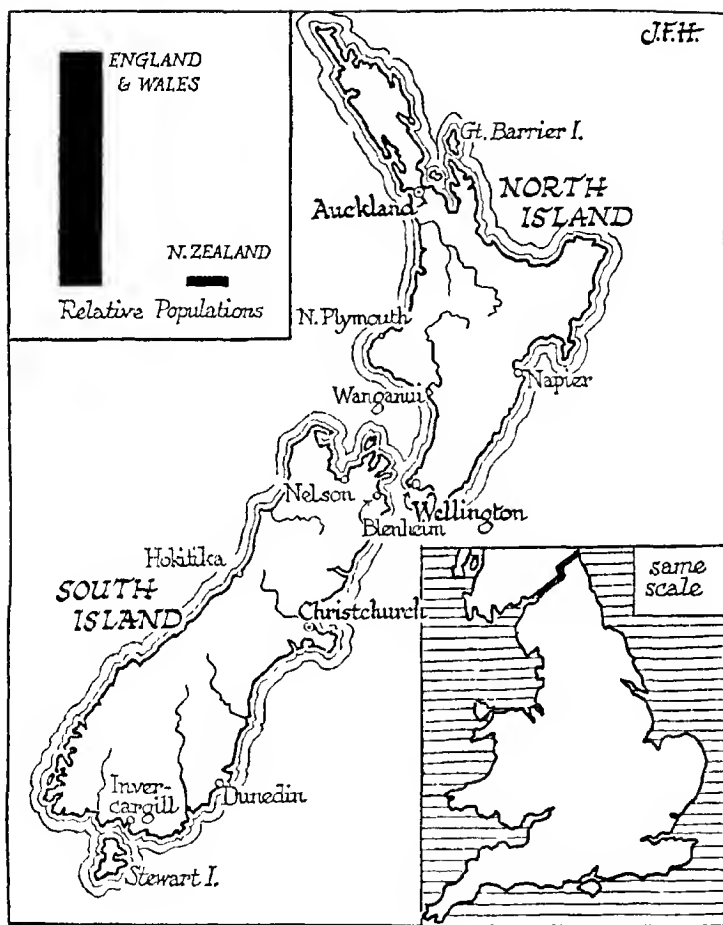 J.F.H.
ENGLAND
& WALES
N. ZEALAND
Relative Populations
Gt. Barrier I.
NORTH
ISLAND
Auckland
N. Plymouth
Wanganui
Napier
Nelson
Wellington
Blenheim
Hokitika
SOUTH
ISLAND
Christchurch
Inver-
cargill
Dunedin
Stewart I.
same
scale